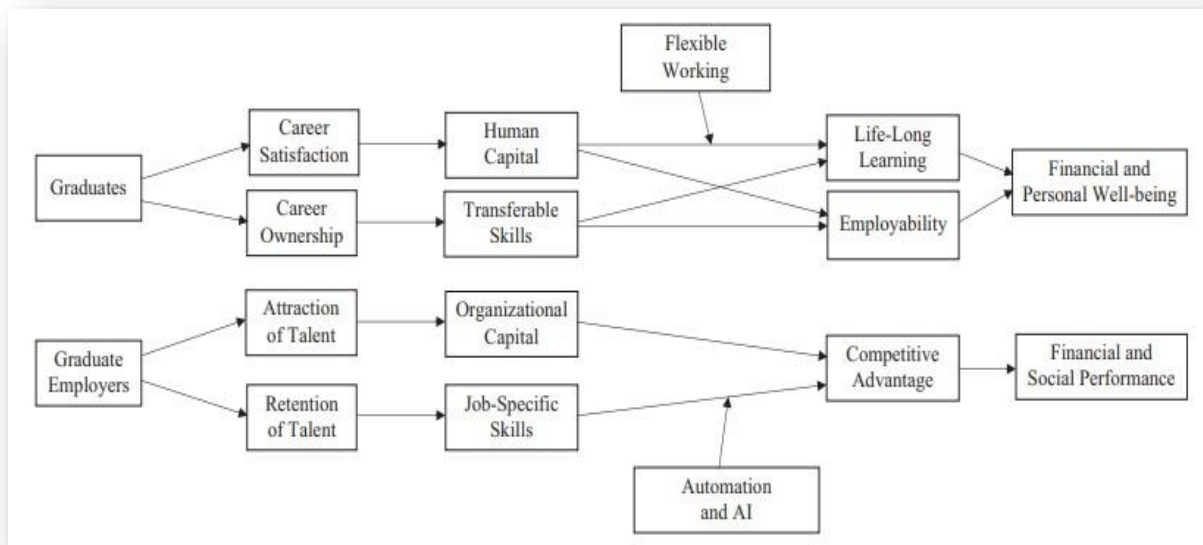 Flexible
Working
Career
Satisfaction
Human
Capital
Life-Long
Learning
Graduates
Financial and
Personal Well-being
Career
Ownership
Transferable
Skills
Employability
Attraction
of Talent
Organizational
Capital
Graduate
Employers
Competitive
Advantage
Financial and
Social Performance
Retention
of Talent
Job-Specific
Skills
Automation
and AI